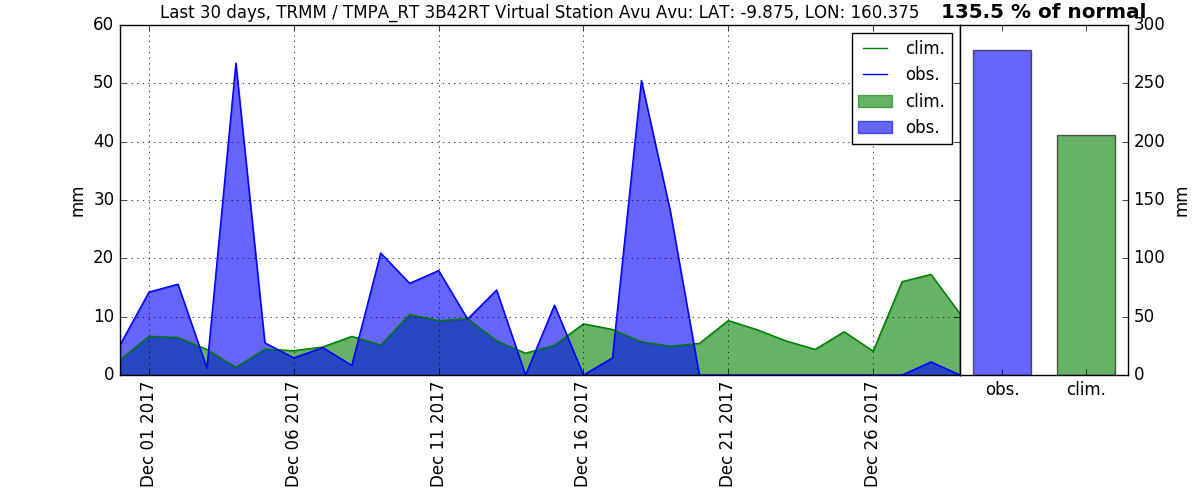 Last 30 days, TRMM / TMPA_RT 3B42RT Virtual Station Avu Avu: LAT: -9.875, LON: 160.375
135.5 % of normal
60
50
40
30
20
10
0
mm
clim.
obs.
clim.
obs.
Dec 01 2017
Dec 06 2017
Dec 11 2017
Dec 16 2017
Dec 21 2017
Dec 26 2017
300
250
200
150
100
50
0
mm
obs.
clim.